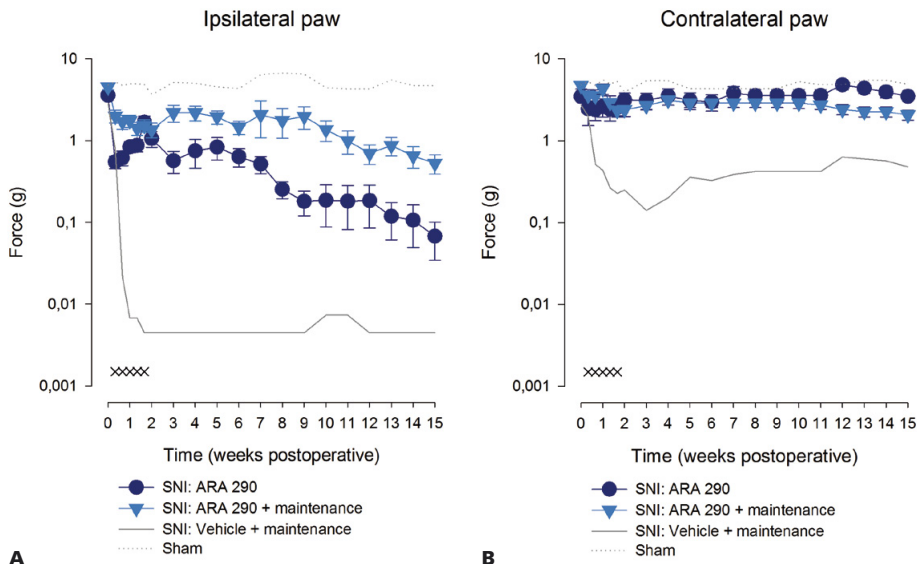 Ipsilateral paw
10
1
0,1
0,01
0,001
Force (g)
×××××
0 1 2 3 4 5 6 7 8 9 10 11 12 13 14 15
Time (weeks postoperative)
SNI: ARA 290
SNI: ARA 290 + maintenance
SNI: Vehicle + maintenance
Sham
A
Contralateral paw
10
1
0,1
0,01
0,001
Force (g)
×××××
0 1 2 3 4 5 6 7 8 9 10 11 12 13 14 15
Time (weeks postoperative)
SNI: ARA 290
SNI: ARA 290 + maintenance
SNI: Vehicle + maintenance
Sham
B